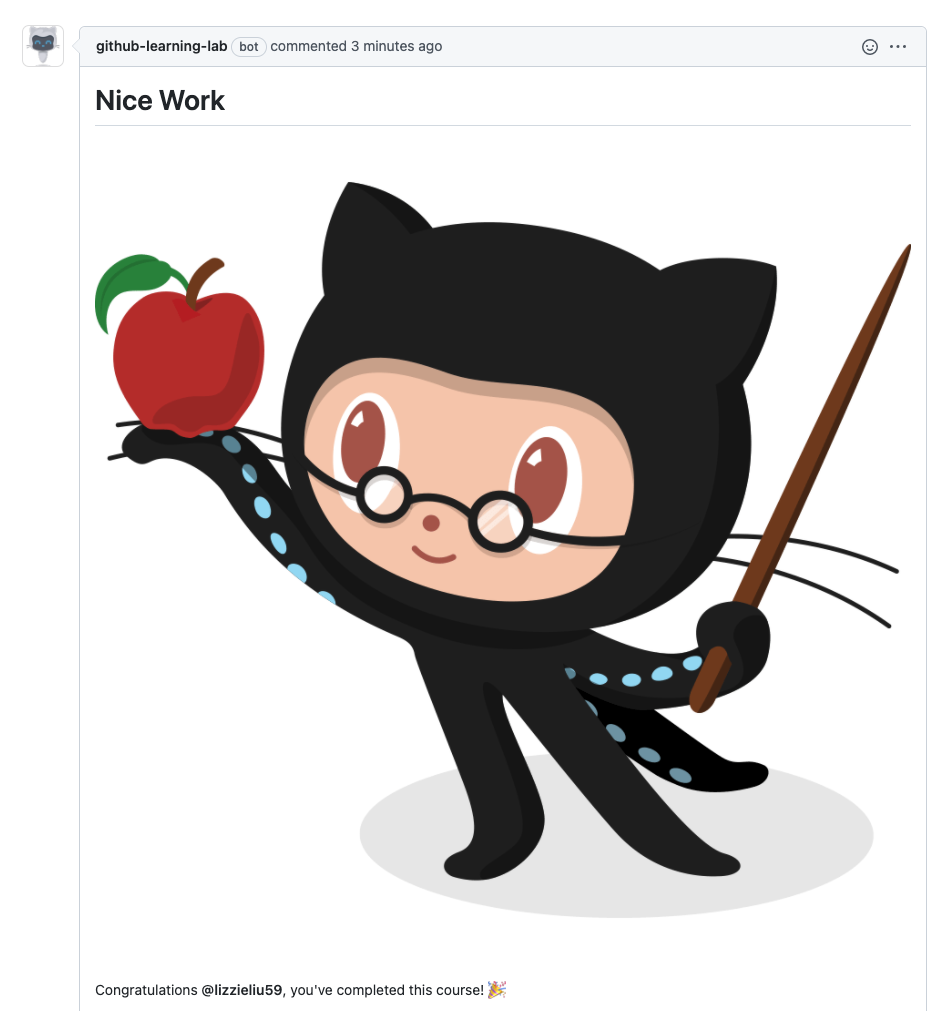 github-learning-lab bot commented 3 minutes ago
Nice Work
Congratulations @lizzieliu59, you've completed this course! 🎉